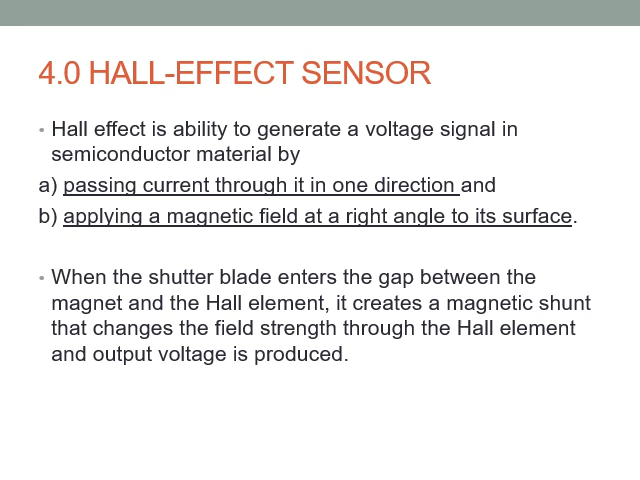 4.0 HALL-EFFECT SENSOR
• Hall effect is ability to generate a voltage signal in
semiconductor material by
a) passing current through it in one direction and
b) applying a magnetic field at a right angle to its surface.
• When the shutter blade enters the gap between the
magnet and the Hall element, it creates a magnetic shunt
that changes the field strength through the Hall element
and output voltage is produced.